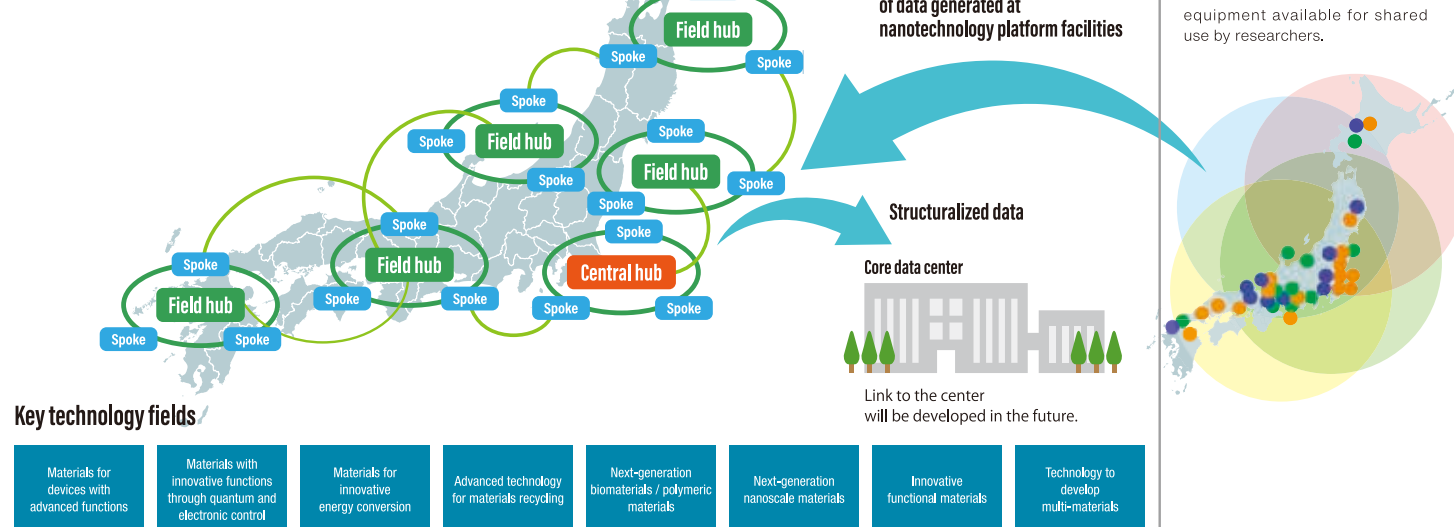 of data generated at
nanotechnology platform facilities
equipment available for shared
use by researchers.
Field hub
Spoke
Spoke
Spoke
Spoke
Field hub
Spoke
Spoke
Field hub
Spoke
Spoke
Spoke
Field hub
Spoke
Spoke
Spoke
Central hub
Spoke
Spoke
Spoke
Field hub
Spoke
Spoke
Structuralized data
Core data center
Link to the center
will be developed in the future.
Key technology fields
Materials for
devices with
advanced functions
Materials with
innovative functions
through quantum and
electronic control
Materials for
innovative
energy conversion
Advanced technology
for materials recycling
Next-generation
biomaterials / polymeric
materials
Next-generation
nanoscale materials
Innovative
functional materials
Technology to
develop
multi-materials